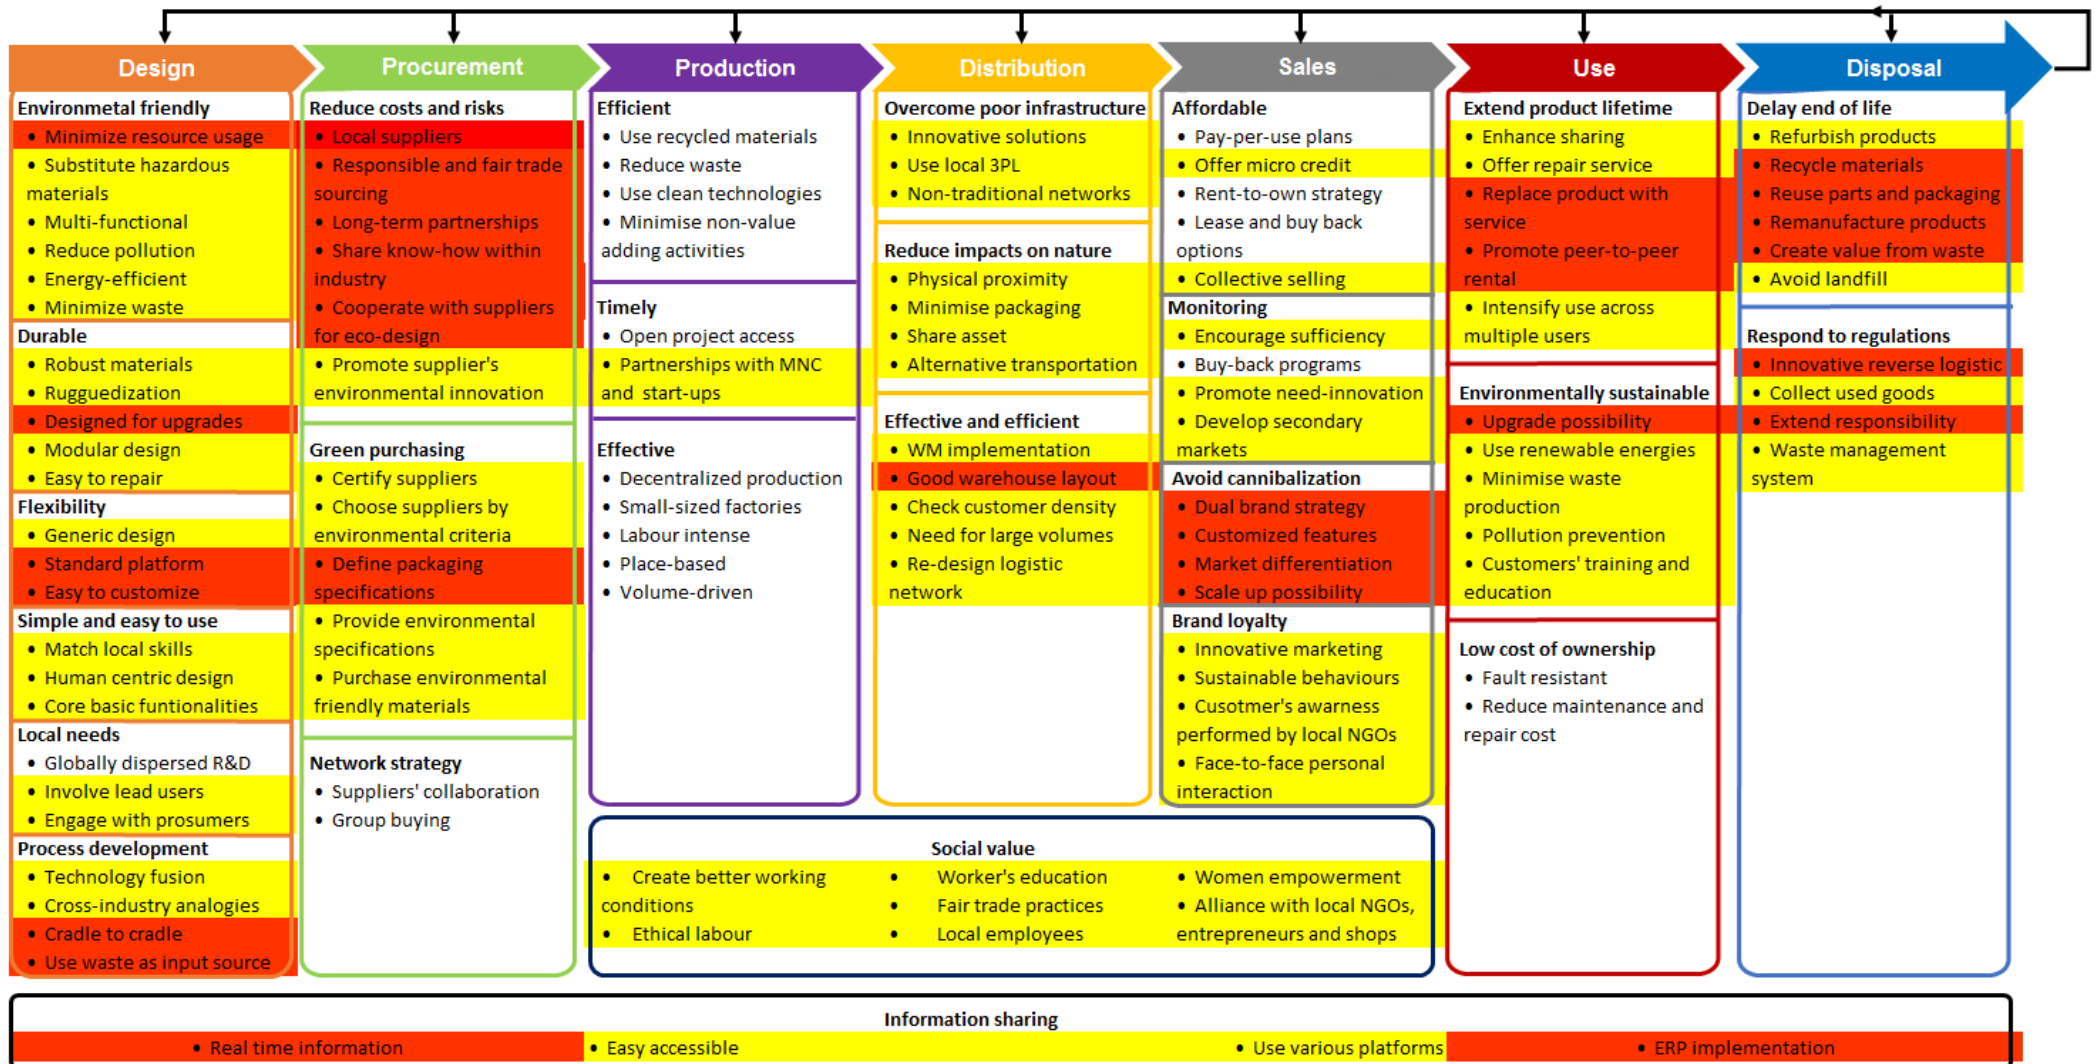 Design
Procurement
Production
Distribution
Sales
Use
Disposal
Environmetal friendly
• Minimize resource usage
• Substitute hazardous
materials
• Multi-functional
• Reduce pollution
• Energy-efficient
• Minimize waste
Durable
• Robust materials
• Rugguedization
• Designed for upgrades
• Modular design
• Easy to repair
Flexibility
• Generic design
• Standard platform
• Easy to customize
Simple and easy to use
• Match local skills
• Human centric design
• Core basic funtionalities
Local needs
• Globally dispersed R&D
• Involve lead users
• Engage with prosumers
Process development
• Technology fusion
• Cross-industry analogies
• Cradle to cradle
• Use waste as input source
Reduce costs and risks
• Local suppliers
• Responsible and fair trade
sourcing
• Long-term partnerships
• Share know-how within
industry
• Cooperate with suppliers
for eco-design
• Promote supplier's
environmental innovation
Green purchasing
• Certify suppliers
• Choose suppliers by
environmental criteria
• Define packaging
specifications
• Provide environmental
specifications
• Purchase environmental
friendly materials
Network strategy
• Suppliers' collaboration
• Group buying
Efficient
• Use recycled materials
• Reduce waste
• Use clean technologies
• Minimise non-value
adding activities
Timely
• Open project access
• Partnerships with MNC
and start-ups
Effective
• Decentralized production
• Small-sized factories
• Labour intense
• Place-based
• Volume-driven
Overcome poor infrastructure
• Innovative solutions
• Use local 3PL
• Non-traditional networks
Reduce impacts on nature
• Physical proximity
• Minimise packaging
• Share asset
• Alternative transportation
Effective and efficient
• WM implementation
• Good warehouse layout
• Check customer density
• Need for large volumes
• Re-design logistic
network
Affordable
• Pay-per-use plans
• Offer micro credit
• Rent-to-own strategy
• Lease and buy back
options
• Collective selling
Monitoring
• Encourage sufficiency
• Buy-back programs
• Promote need-innovation
• Develop secondary
markets
Avoid cannibalization
• Dual brand strategy
• Customized features
• Market differentiation
• Scale up possibility
Brand loyalty
• Innovative marketing
• Sustainable behaviours
• Cusotmer's awarness
performed by local NGOs
• Face-to-face personal
interaction
Extend product lifetime
• Enhance sharing
• Offer repair service
• Replace product with
service
• Promote peer-to-peer
rental
• Intensify use across
multiple users
Environmentally sustainable
• Upgrade possibility
• Use renewable energies
• Minimise waste
production
• Pollution prevention
• Customers' training and
education
Low cost of ownership
• Fault resistant
• Reduce maintenance and
repair cost
Delay end of life
• Refurbish products
• Recycle materials
• Reuse parts and packaging
• Remanufacture products
• Create value from waste
• Avoid landfill
Respond to regulations
• Innovative reverse logistic
• Collect used goods
• Extend responsibility
• Waste management
system
Social value
• Create better working
conditions
• Ethical labour
• Worker's education
• Fair trade practices
• Local employees
• Women empowerment
• Alliance with local NGOs,
entrepreneurs and shops
Information sharing
• Real time information
• Easy accessible
• Use various platforms
• ERP implementation